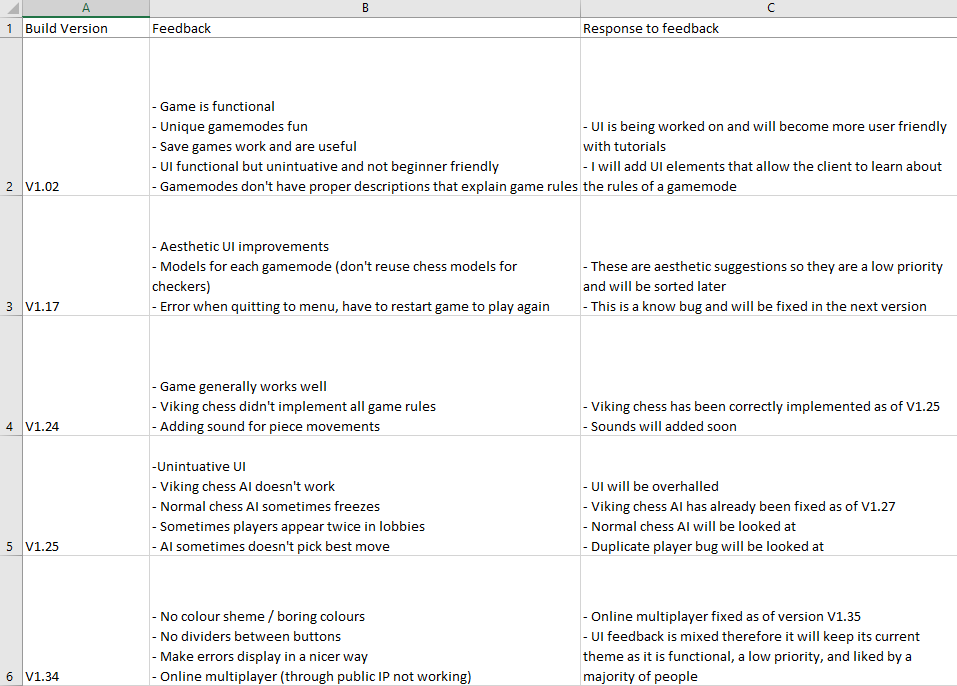 A B C
1 Build Version Feedback Response to feedback
- Game is functional
- Unique gamemodes fun
- Save games work and are useful
- UI functional but unintuative and not beginner friendly
2 V1.02 - Gamemodes don't have proper descriptions that explain game rules
- UI is being worked on and will become more user friendly
with tutorials
- I will add UI elements that allow the client to learn about
the rules of a gamemode
- Aesthetic UI improvements
- Models for each gamemode (don't reuse chess models for
checkers)
3 V1.17 - Error when quitting to menu, have to restart game to play again
- These are aesthetic suggestions so they are a low priority
and will be sorted later
- This is a know bug and will be fixed in the next version
- Game generally works well
- Viking chess didn't implement all game rules
4 V1.24 - Adding sound for piece movements
- Viking chess has been correctly implemented as of V1.25
- Sounds will added soon
-Unintuative UI
- Viking chess AI doesn't work
- Normal chess AI sometimes freezes
- Sometimes players appear twice in lobbies
5 V1.25 - AI sometimes doesn't pick best move
- UI will be overhalled
- Viking chess AI has already been fixed as of V1.27
- Normal chess AI will be looked at
- Duplicate player bug will be looked at
- No colour sheme / boring colours
- No dividers between buttons
- Make errors display in a nicer way
6 V1.34 - Online multiplayer (through public IP not working)
- Online multiplayer fixed as of version V1.35
- UI feedback is mixed therefore it will keep its current
theme as it is functional, a low priority, and liked by a
majority of people